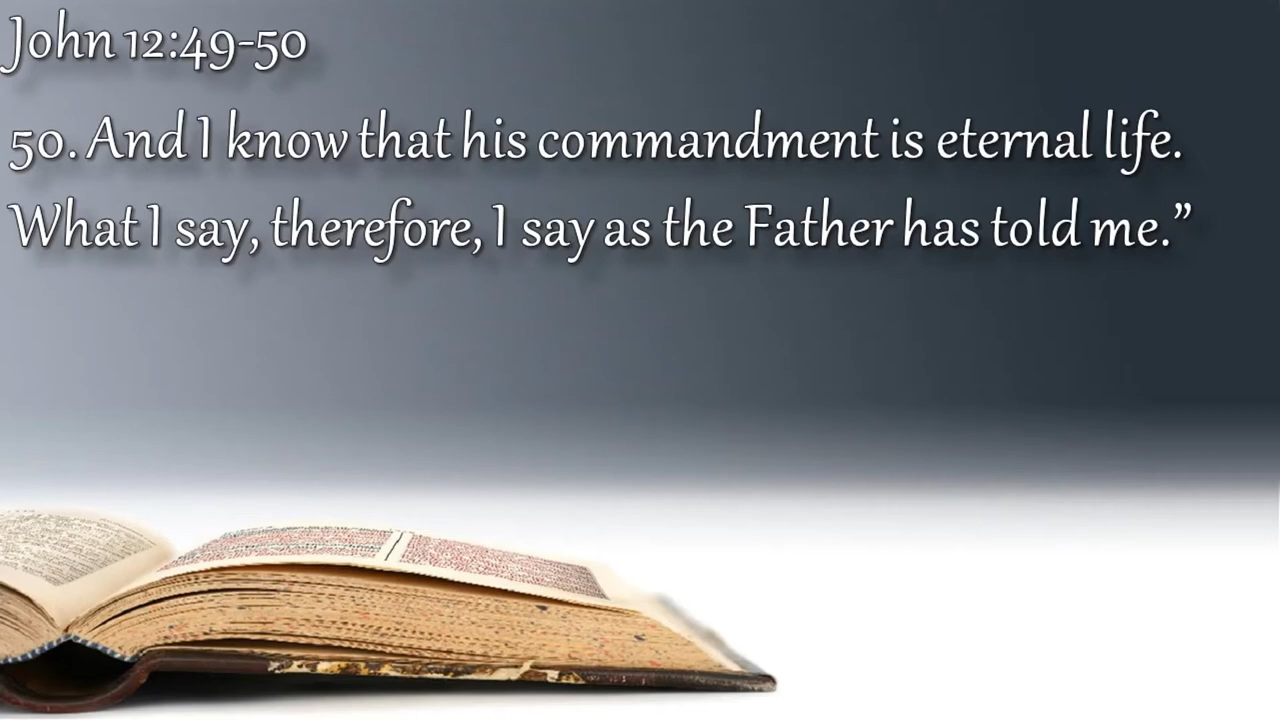 John 12:49-50
50. And I know that his commandment is eternal life.
What I say, therefore, I say as the Father has told me.”